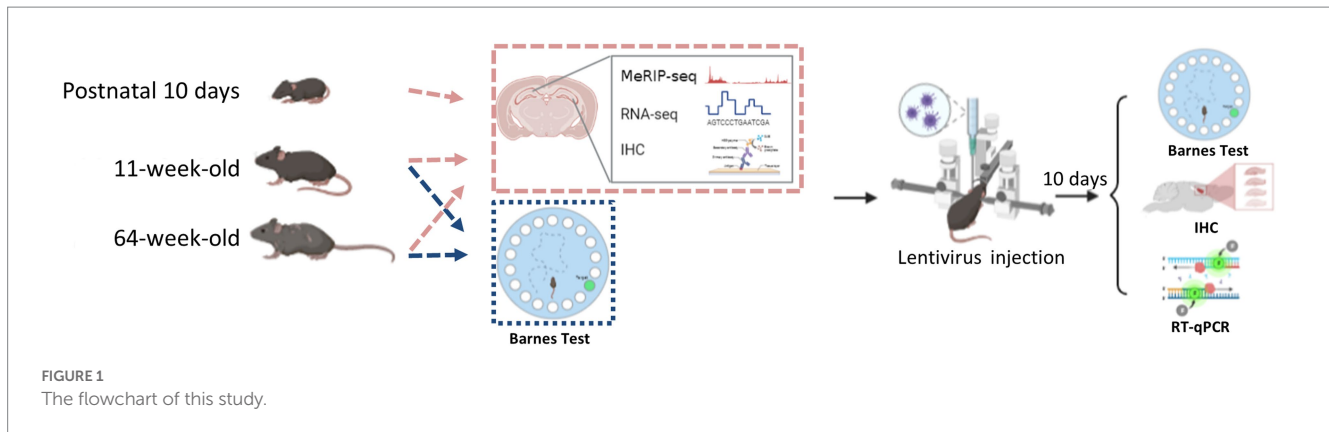 Postnatal 10 days
11-week-old
64-week-old
MeRIP-seq
RNA-seq
AGTCCCTGAATCGA
IHC
Barnes Test
Lentivirus injection
10 days
Barnes Test
IHC
RT-qPCR
FIGURE 1
The flowchart of this study.